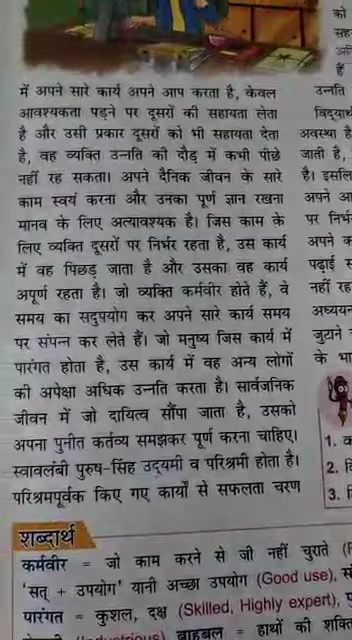 में अपने सारे कार्य अपने आप करता है, केवल
आवश्यकता पड़ने पर दूसरों की सहायता लेता
है और उसी प्रकार दूसरों को भी सहायता देता
है, वह व्यक्ति उन्नति की दौड़ में कभी पीछे
नहीं रह सकता। अपने दैनिक जीवन के सारे
काम स्वयं करना और उनका पूर्ण ज्ञान रखना
मानव के लिए अत्यावश्यक है। जिस काम के
लिए व्यक्ति दूसरों पर निर्भर रहता है, उस कार्य
में वह पिछड़ जाता है और उसका वह कार्य
अपूर्ण रहता है। जो व्यक्ति कर्मवीर होते हैं, वे
समय का सदुपयोग कर अपने सारे कार्य समय
पर संपन्न कर लेते हैं। जो मनुष्य जिस कार्य में
पारंगत होता है, उस कार्य में वह अन्य लोगों
की अपेक्षा अधिक उन्नति करता है। सार्वजनिक
जीवन में जो दायित्व सौंपा जाता है, उसको
अपना पुनीत कर्तव्य समझकर पूर्ण करना चाहिए।
स्वावलंबी पुरुष-सिंह उद्यमी व परिश्रमी होता है।
परिश्रमपूर्वक किए गए कार्यों से सफलता चरण
को
उन्नति
अवस्था है
जाती है,
है।
अपने
पर
अपने
पढ़ाई
नहीं रह
जुटाने
के
1.
2.
3.
शब्दार्थ
कर्मवीर = जो काम करने से जी नहीं चुराते
'सत् + उपयोग' यानी अच्छा उपयोग (Good use),
पारंगत = कुशल, दक्ष (Skilled, Highly expert),
(Industrious) बाहुबल = हाथों की